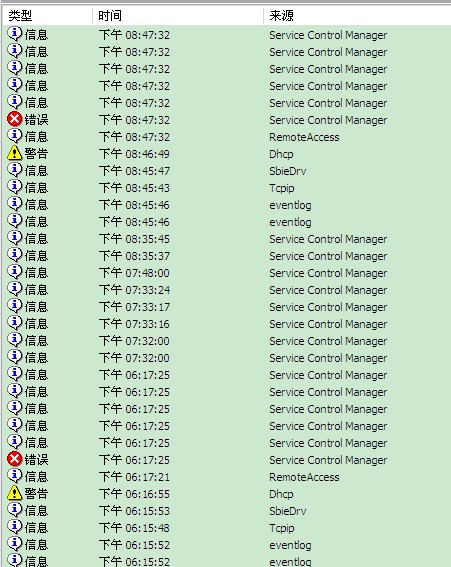 类型 时间 来源
信息 下午 08:47:32 Service Control Manager
信息 下午 08:47:32 Service Control Manager
信息 下午 08:47:32 Service Control Manager
信息 下午 08:47:32 Service Control Manager
信息 下午 08:47:32 Service Control Manager
错误 下午 08:47:32 Service Control Manager
信息 下午 08:47:32 RemoteAccess
警告 下午 08:46:49 Dhcp
信息 下午 08:45:47 SbieDrv
信息 下午 08:45:43 Tcpip
信息 下午 08:45:46 eventlog
信息 下午 08:45:46 eventlog
信息 下午 08:35:45 Service Control Manager
信息 下午 08:35:37 Service Control Manager
信息 下午 07:48:00 Service Control Manager
信息 下午 07:33:24 Service Control Manager
信息 下午 07:33:17 Service Control Manager
信息 下午 07:33:16 Service Control Manager
信息 下午 07:32:00 Service Control Manager
信息 下午 07:32:00 Service Control Manager
信息 下午 06:17:25 Service Control Manager
信息 下午 06:17:25 Service Control Manager
信息 下午 06:17:25 Service Control Manager
信息 下午 06:17:25 Service Control Manager
信息 下午 06:17:25 Service Control Manager
错误 下午 06:17:25 Service Control Manager
信息 下午 06:17:21 RemoteAccess
警告 下午 06:16:55 Dhcp
信息 下午 06:15:53 SbieDrv
信息 下午 06:15:48 Tcpip
信息 下午 06:15:52 eventlog
信息 下午 06:15:52 eventlog